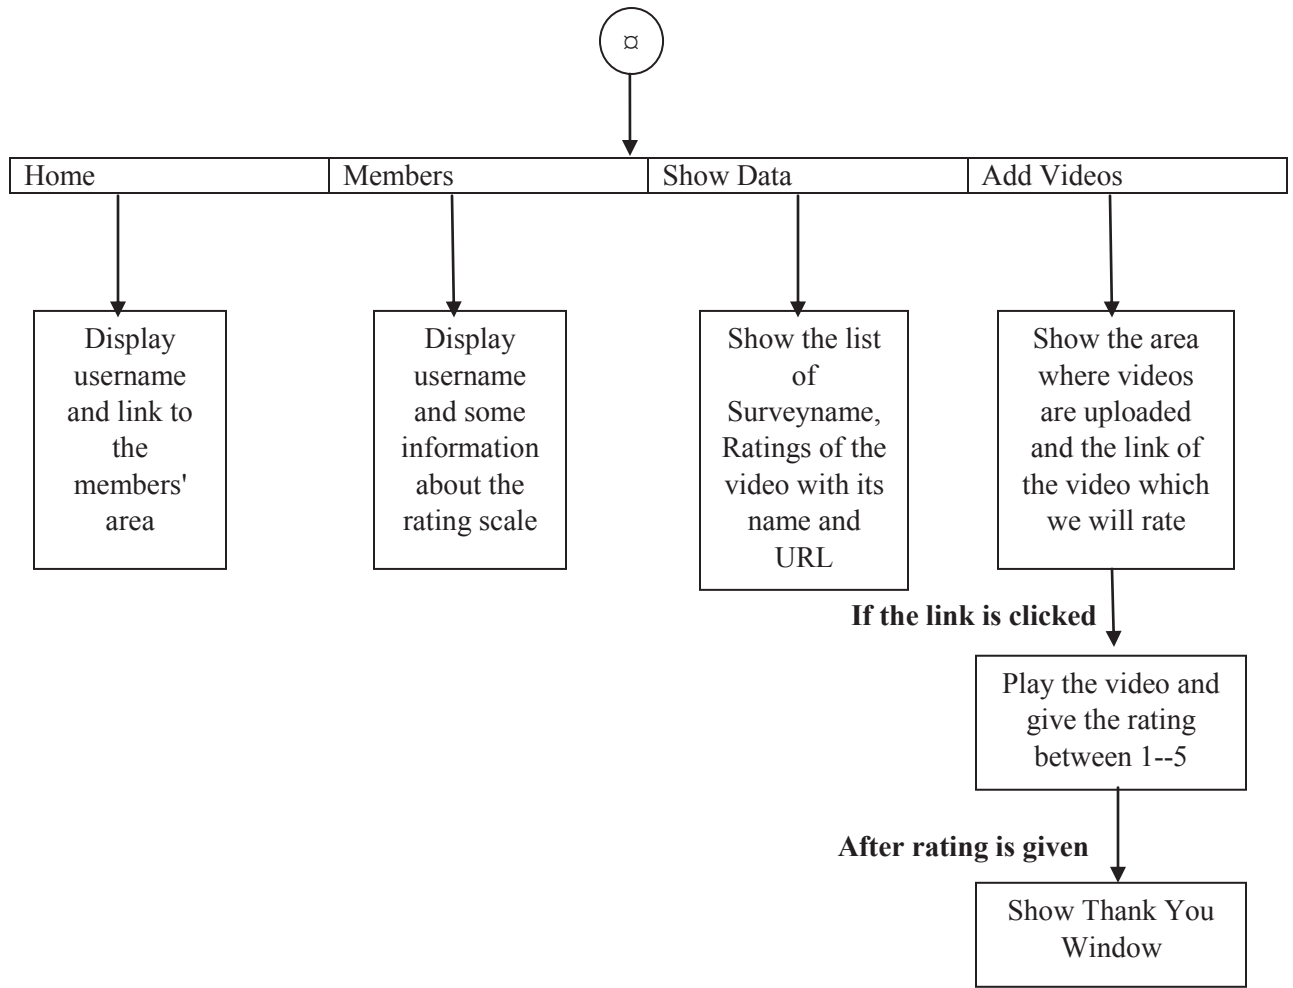 ¤
Home
Members
Show Data
Add Videos
Display
username
and link to
the
members'
area
Display
username
and some
information
about the
rating scale
Show the list
of
Surveyname,
Ratings of the
video with its
name and
URL
Show the area
where videos
are uploaded
and the link of
the video which
we will rate
If the link is clicked
Play the video and
give the rating
between 1--5
After rating is given
Show Thank You
Window